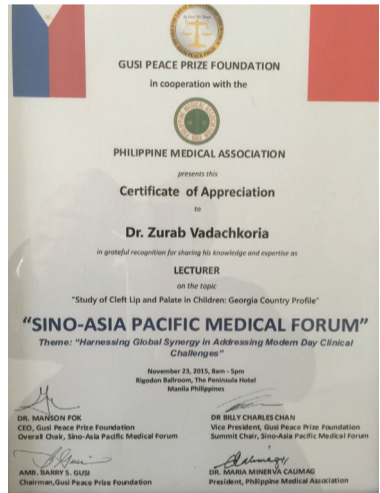 GUSI PEACE PRIZE FOUNDATION
in cooperation with the
PHILIPPINE MEDICAL ASSOCIATION
presents this
Certificate of Appreciation
to
Dr. Zurab Vadachkoria
in grateful recognition for sharing his knowledge and expertise as
LECTURER
on the topic
"Study of Cleft Lip and Palate in Children: Georgia Country Profile"
“SINO-ASIA PACIFIC MEDICAL FORUM”
Theme: “Harnessing Global Synergy in Addressing Modern Day Clinical
Challenges”
November 23, 2015, 8am - 5pm
Rigodon Ballroom, The Peninsula Hotel
Manila Philippines
DR. MANSON FOK
CEO, Gusi Peace Prize Foundation
Overall Chair, Sino-Asia Pacific Medical Forum
DR BILLY CHARLES CHAN
Vice President, Gusi Peace Prize Foundation
Summit Chair, Sino-Asia Pacific Medical Forum
AMB. BARRY S. GUSI
Chairman,Gusi Peace Prize Foundation
DR. MARIA MINERVA CALIMAG
President, Philippine Medical Association